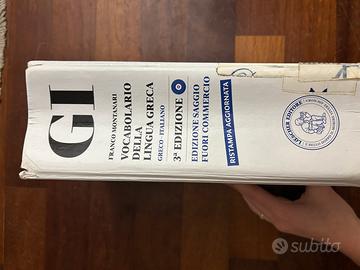 GI
FRANCO MONTANARI
VOCABOLARIO
DELLA
LINGUA GRECA
GRECO - ITALIANO
3ª EDIZIONE
EDIZIONE SAGGIO
FUORI COMMERCIO
RISTAMPA AGGIORNATA
LOESCHER EDITORE
subito